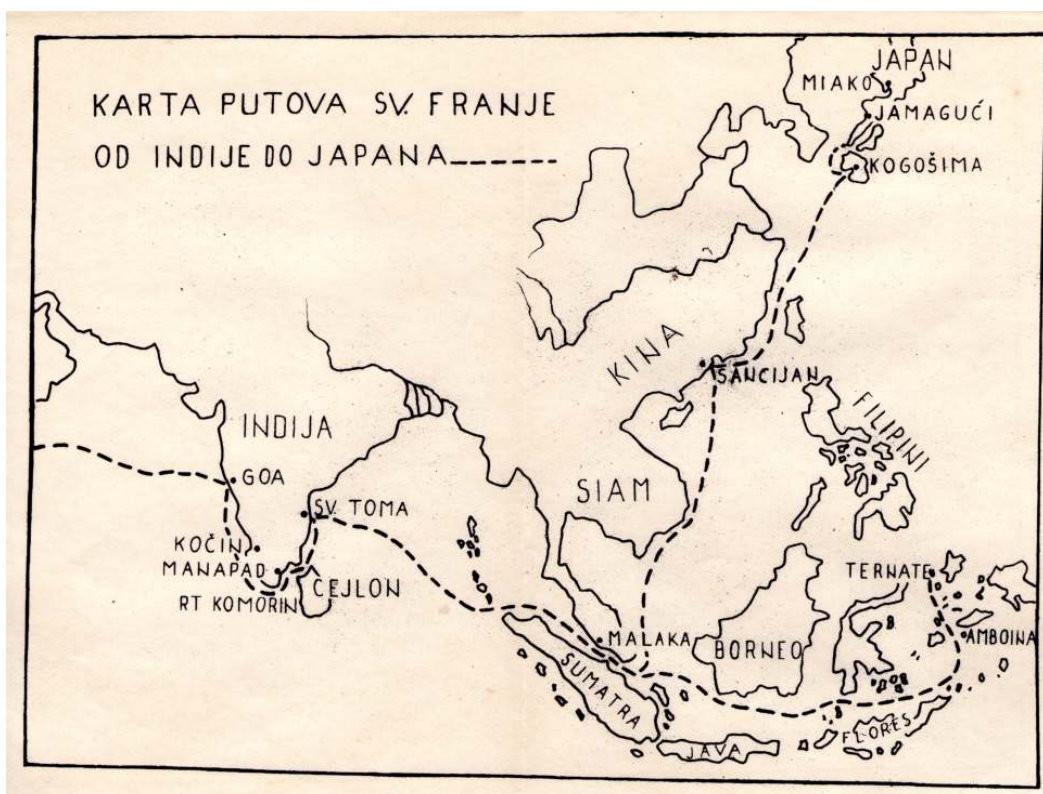 KARTA PUTOVA SV. FRANJE
OD INDIJE DO JAPANA
JAPAN
MIAKO
JAMAGUĆI
KOGOŠIMA
KINA
ŠANCIJAN
FILIPINI
INDIJA
GOA
SIAM
SV. TOMA
KOČIN
MANAPAD
CEJLON
RT KOMORIN
TERNATE
MALAKA
BORNEO
AMBOINA
SUMATRA
JAVA
FLORES